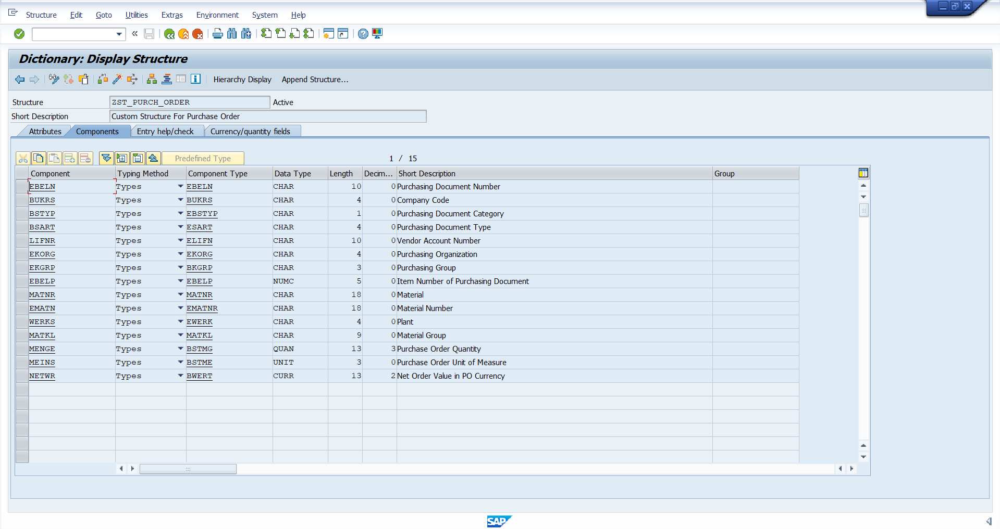 Structure Edit Goto Utilities Extras Environment System Help
Dictionary: Display Structure
Hierarchy Display Append Structure...
Structure ZST_PURCH_ORDER Active
Short Description Custom Structure For Purchase Order
Attributes Components Entry help/check Currency/quantity fields
Predefined Type 1 / 15
Component Typing Method Component Type Data Type Length Decim... Short Description Group
EBELN Types EBELN CHAR 10 0 Purchasing Document Number
BUKRS Types BUKRS CHAR 4 0 Company Code
BSTYP Types EBSTYP CHAR 1 0 Purchasing Document Category
BSART Types ESART CHAR 4 0 Purchasing Document Type
LIFNR Types ELIFN CHAR 10 0 Vendor Account Number
EKORG Types EKORG CHAR 4 0 Purchasing Organization
EKGRP Types BKGRP CHAR 3 0 Purchasing Group
EBELP Types EBELP NUMC 5 0 Item Number of Purchasing Document
MATNR Types MATNR CHAR 18 0 Material
EMATN Types EMATNR CHAR 18 0 Material Number
WERKS Types EWERK CHAR 4 0 Plant
MATKL Types MATKL CHAR 9 0 Material Group
MENGE Types BSTMG QUAN 13 3 Purchase Order Quantity
MEINS Types BSTME UNIT 3 0 Purchase Order Unit of Measure
NETWR Types BWERT CURR 13 2 Net Order Value in PO Currency
SAP